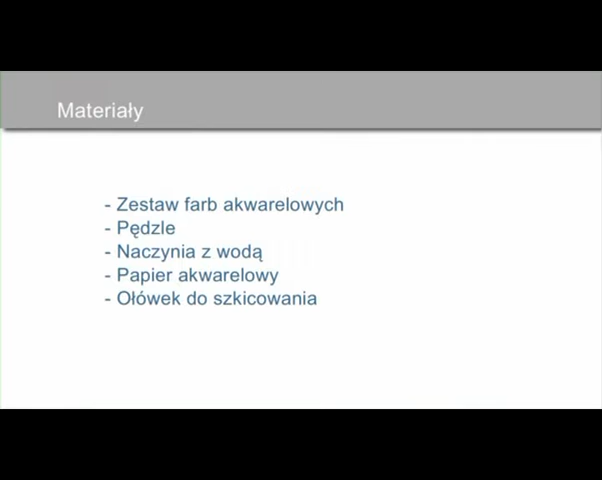 Materiały
- Zestaw farb akwarelowych
- Pędzle
- Naczynia z wodą
- Papier akwarelowy
- Ołówek do szkicowania